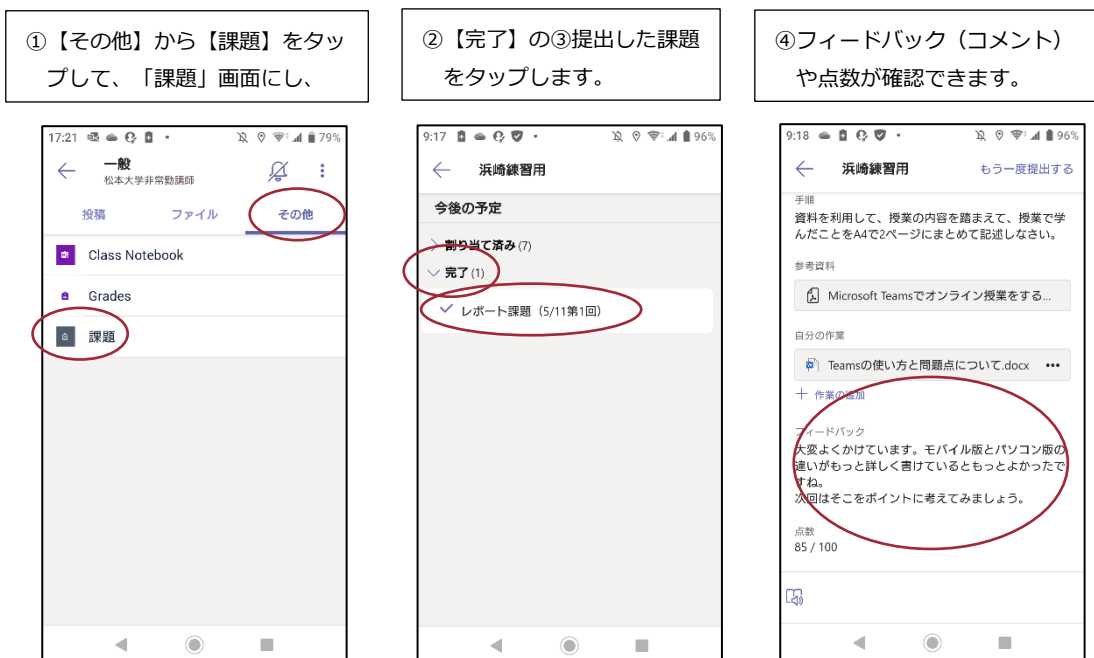 ①【その他】から【課題】をタッ
プして、「課題」画面にし、
②【完了】の③提出した課題
をタップします。
④フィードバック（コメント）
や点数が確認できます。
17:21
79%
一般
松本大学非常勤講師
投稿
ファイル
その他
Class Notebook
Grades
課題
9:17
96%
浜崎練習用
今後の予定
割り当て済み (7)
完了 (1)
レポート課題（5/11第1回）
9:18
96%
浜崎練習用
もう一度提出する
手順
資料を利用して、授業の内容を踏まえて、授業で学
んだことをA4で2ページにまとめて記述しなさい。
参考資料
Microsoft Teamsでオンライン授業をする...
自分の作業
Teamsの使い方と問題点について.docx
作業の追加
フィードバック
大変よくかけています。モバイル版とパソコン版の
違いがもっと詳しく書けているともっとよかったで
すね。
次回はそこをポイントに考えてみましょう。
点数
85 / 100